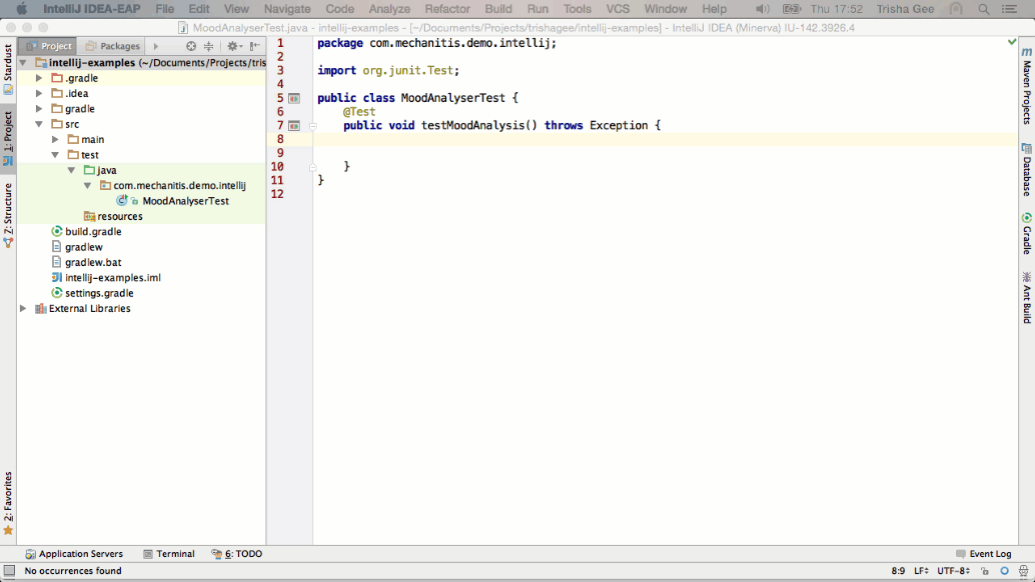 IntelliJ IDEA-EAP File Edit View Navigate Code Analyze Refactor Build Run Tools VCS Window Help Thu 17:52 Trisha Gee
MoodAnalyserTest.java - intellij-examples - [~/Documents/Projects/trishagee/intellij-examples] - IntelliJ IDEA (Minerva) IU-142.3926.4
Stardust
1: Project
Z: Structure
2: Favorites
Project Packages
intellij-examples (~/Documents/Projects/tris
.gradle
.idea
gradle
src
main
test
java
com.mechanitis.demo.intellij
MoodAnalyserTest
resources
build.gradle
gradlew
gradlew.bat
intellij-examples.iml
settings.gradle
External Libraries
1 package com.mechanitis.demo.intellij;
2
3 import org.junit.Test;
4
5 public class MoodAnalyserTest {
6 @Test
7 public void testMoodAnalysis() throws Exception {
8
9
10 }
11 }
12
Maven Projects
Database
Gradle
Ant Build
Application Servers Terminal 6: TODO Event Log
No occurrences found 8:9 LF UTF-8